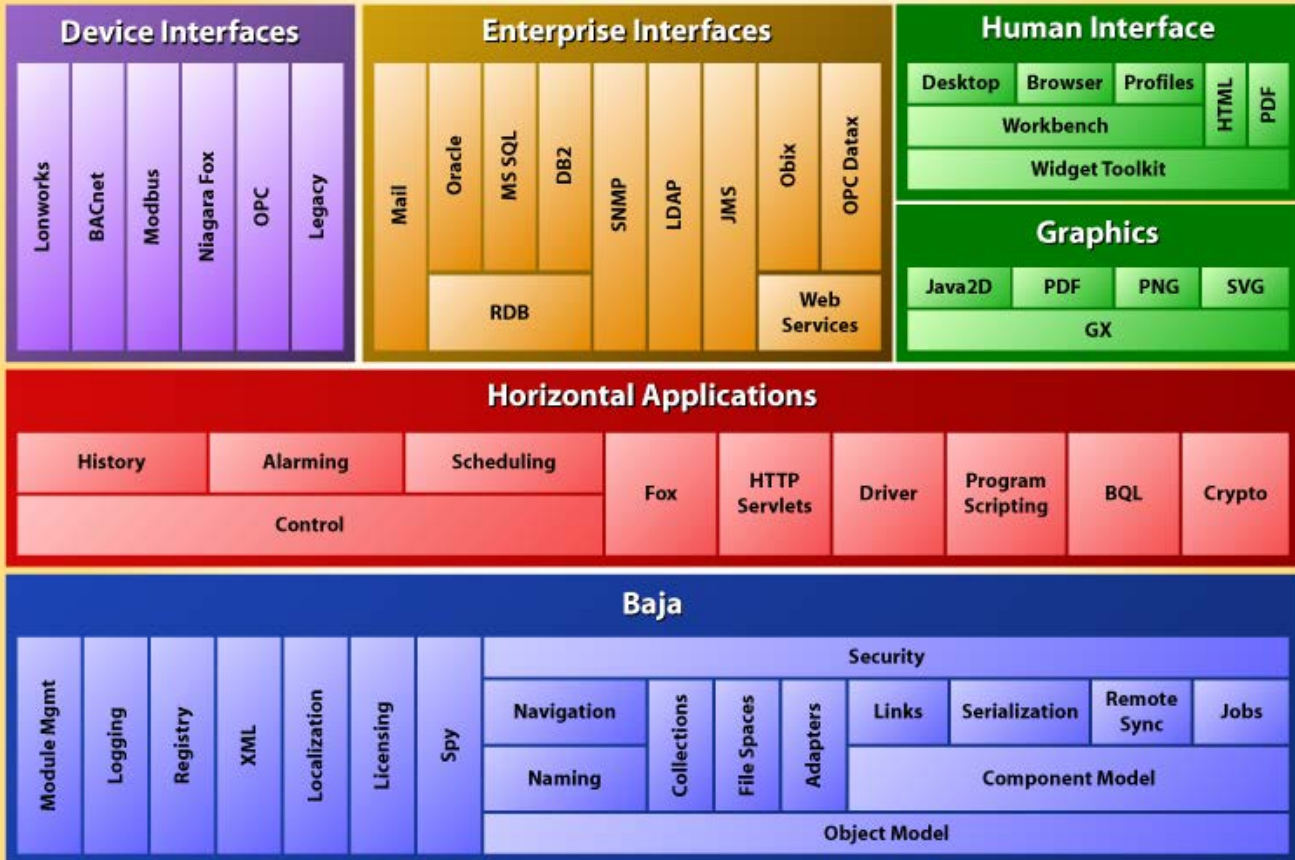 Device Interfaces
Lonworks
BACnet
Modbus
Niagara Fox
OPC
Legacy
Enterprise Interfaces
Mail
Oracle
MS SQL
DB2
RDB
SNMP
LDAP
JMS
Obix
OPC Datax
Web
Services
Human Interface
Desktop
Browser
Profiles
HTML
PDF
Workbench
Widget Toolkit
Graphics
Java2D
PDF
PNG
SVG
GX
Horizontal Applications
History
Alarming
Scheduling
Control
Fox
HTTP
Servlets
Driver
Program
Scripting
BQL
Crypto
Baja
Module Mgmt
Logging
Registry
XML
Localization
Licensing
Spy
Security
Navigation
Naming
Collections
File Spaces
Adapters
Links
Serialization
Remote
Sync
Jobs
Component Model
Object Model